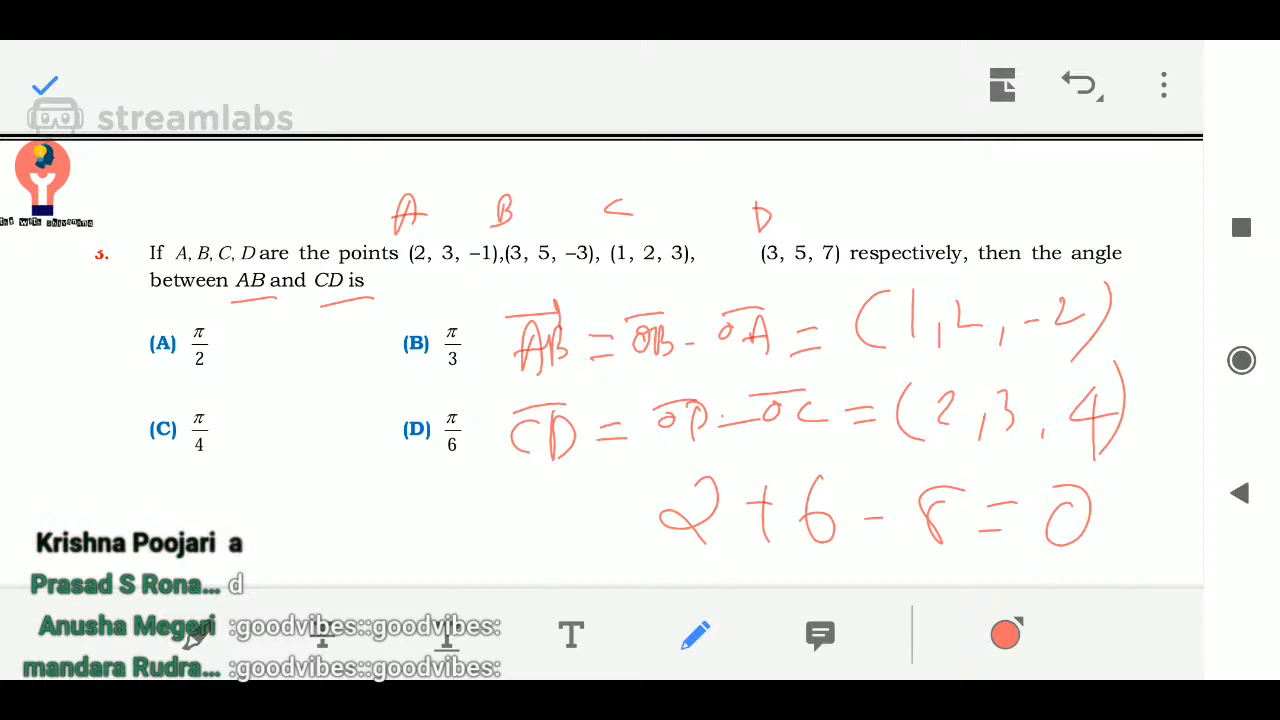 streamlabs
A B C D
3. If A, B, C, D are the points (2, 3, −1),(3, 5, −3), (1, 2, 3), (3, 5, 7) respectively, then the angle
between AB and CD is
(A) π/2 (B) π/3
AB = OB - OA = (1, 2, -2)
(C) π/4 (D) π/6
CD = OD - OC = (2, 3, 4)
2 + 6 - 8 = 0
Krishna Poojari a
Prasad S Rona... d
Anusha Megeri :goodvibes::goodvibes:
mandara Rudra... :goodvibes::goodvibes: